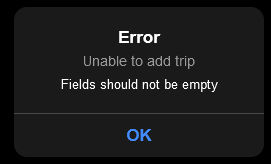 Error
Unable to add trip
Fields should not be empty
OK